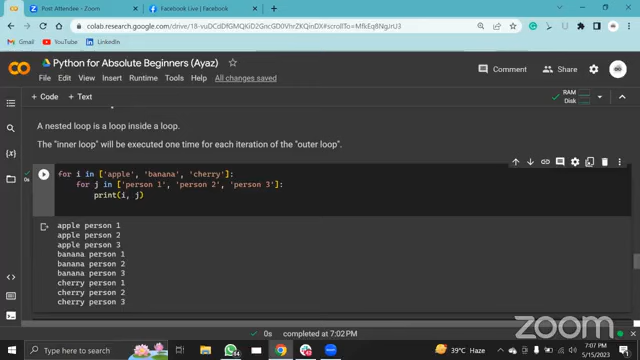 Post Attendee - Zoom
Facebook Live | Facebook
colab.research.google.com/drive/18-vuDCDkG2DVhrZKQinDX#scrollTo=MfkEq8NgJrU3
Gmail
YouTube
LinkedIn
Python for Absolute Beginners (Ayaz)
File Edit View Insert Runtime Tools Help All changes saved
Comment
Share
+ Code + Text
RAM
Disk
A nested loop is a loop inside a loop.
The "inner loop" will be executed one time for each iteration of the "outer loop".
0s
for i in ['apple', 'banana', 'cherry']:
for j in ['person 1', 'person 2', 'person 3']:
print(i, j)
apple person 1
apple person 2
apple person 3
banana person 1
banana person 2
banana person 3
cherry person 1
cherry person 2
cherry person 3
zoom
0s completed at 7:02 PM
Type here to search
39°C Haze
7:07 PM
5/15/2023